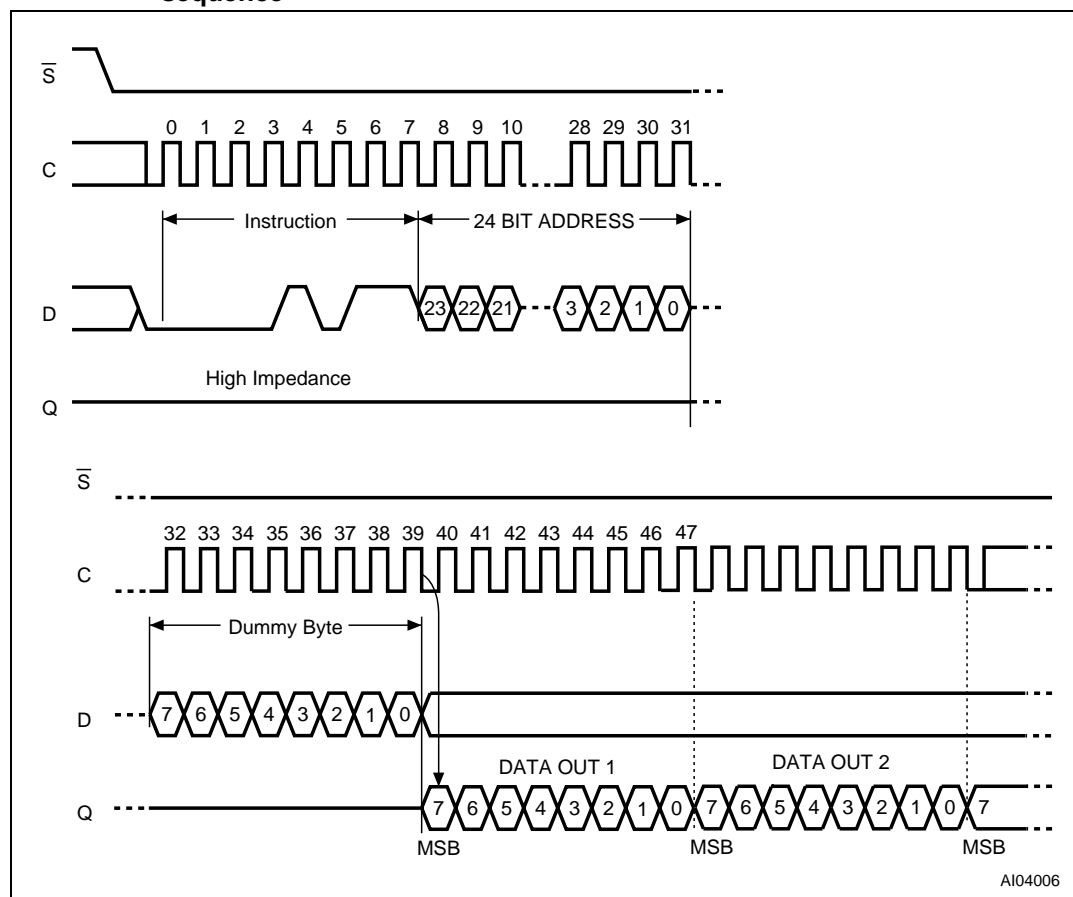 S
0 1 2 3 4 5 6 7 8 9 10 28 29 30 31
C
Instruction 24 BIT ADDRESS
D 23 22 21 3 2 1 0
High Impedance
Q
S
32 33 34 35 36 37 38 39 40 41 42 43 44 45 46 47
C
Dummy Byte
D 7 6 5 4 3 2 1 0
DATA OUT 1 DATA OUT 2
Q 7 6 5 4 3 2 1 0 7 6 5 4 3 2 1 0 7
MSB MSB MSB
AI04006